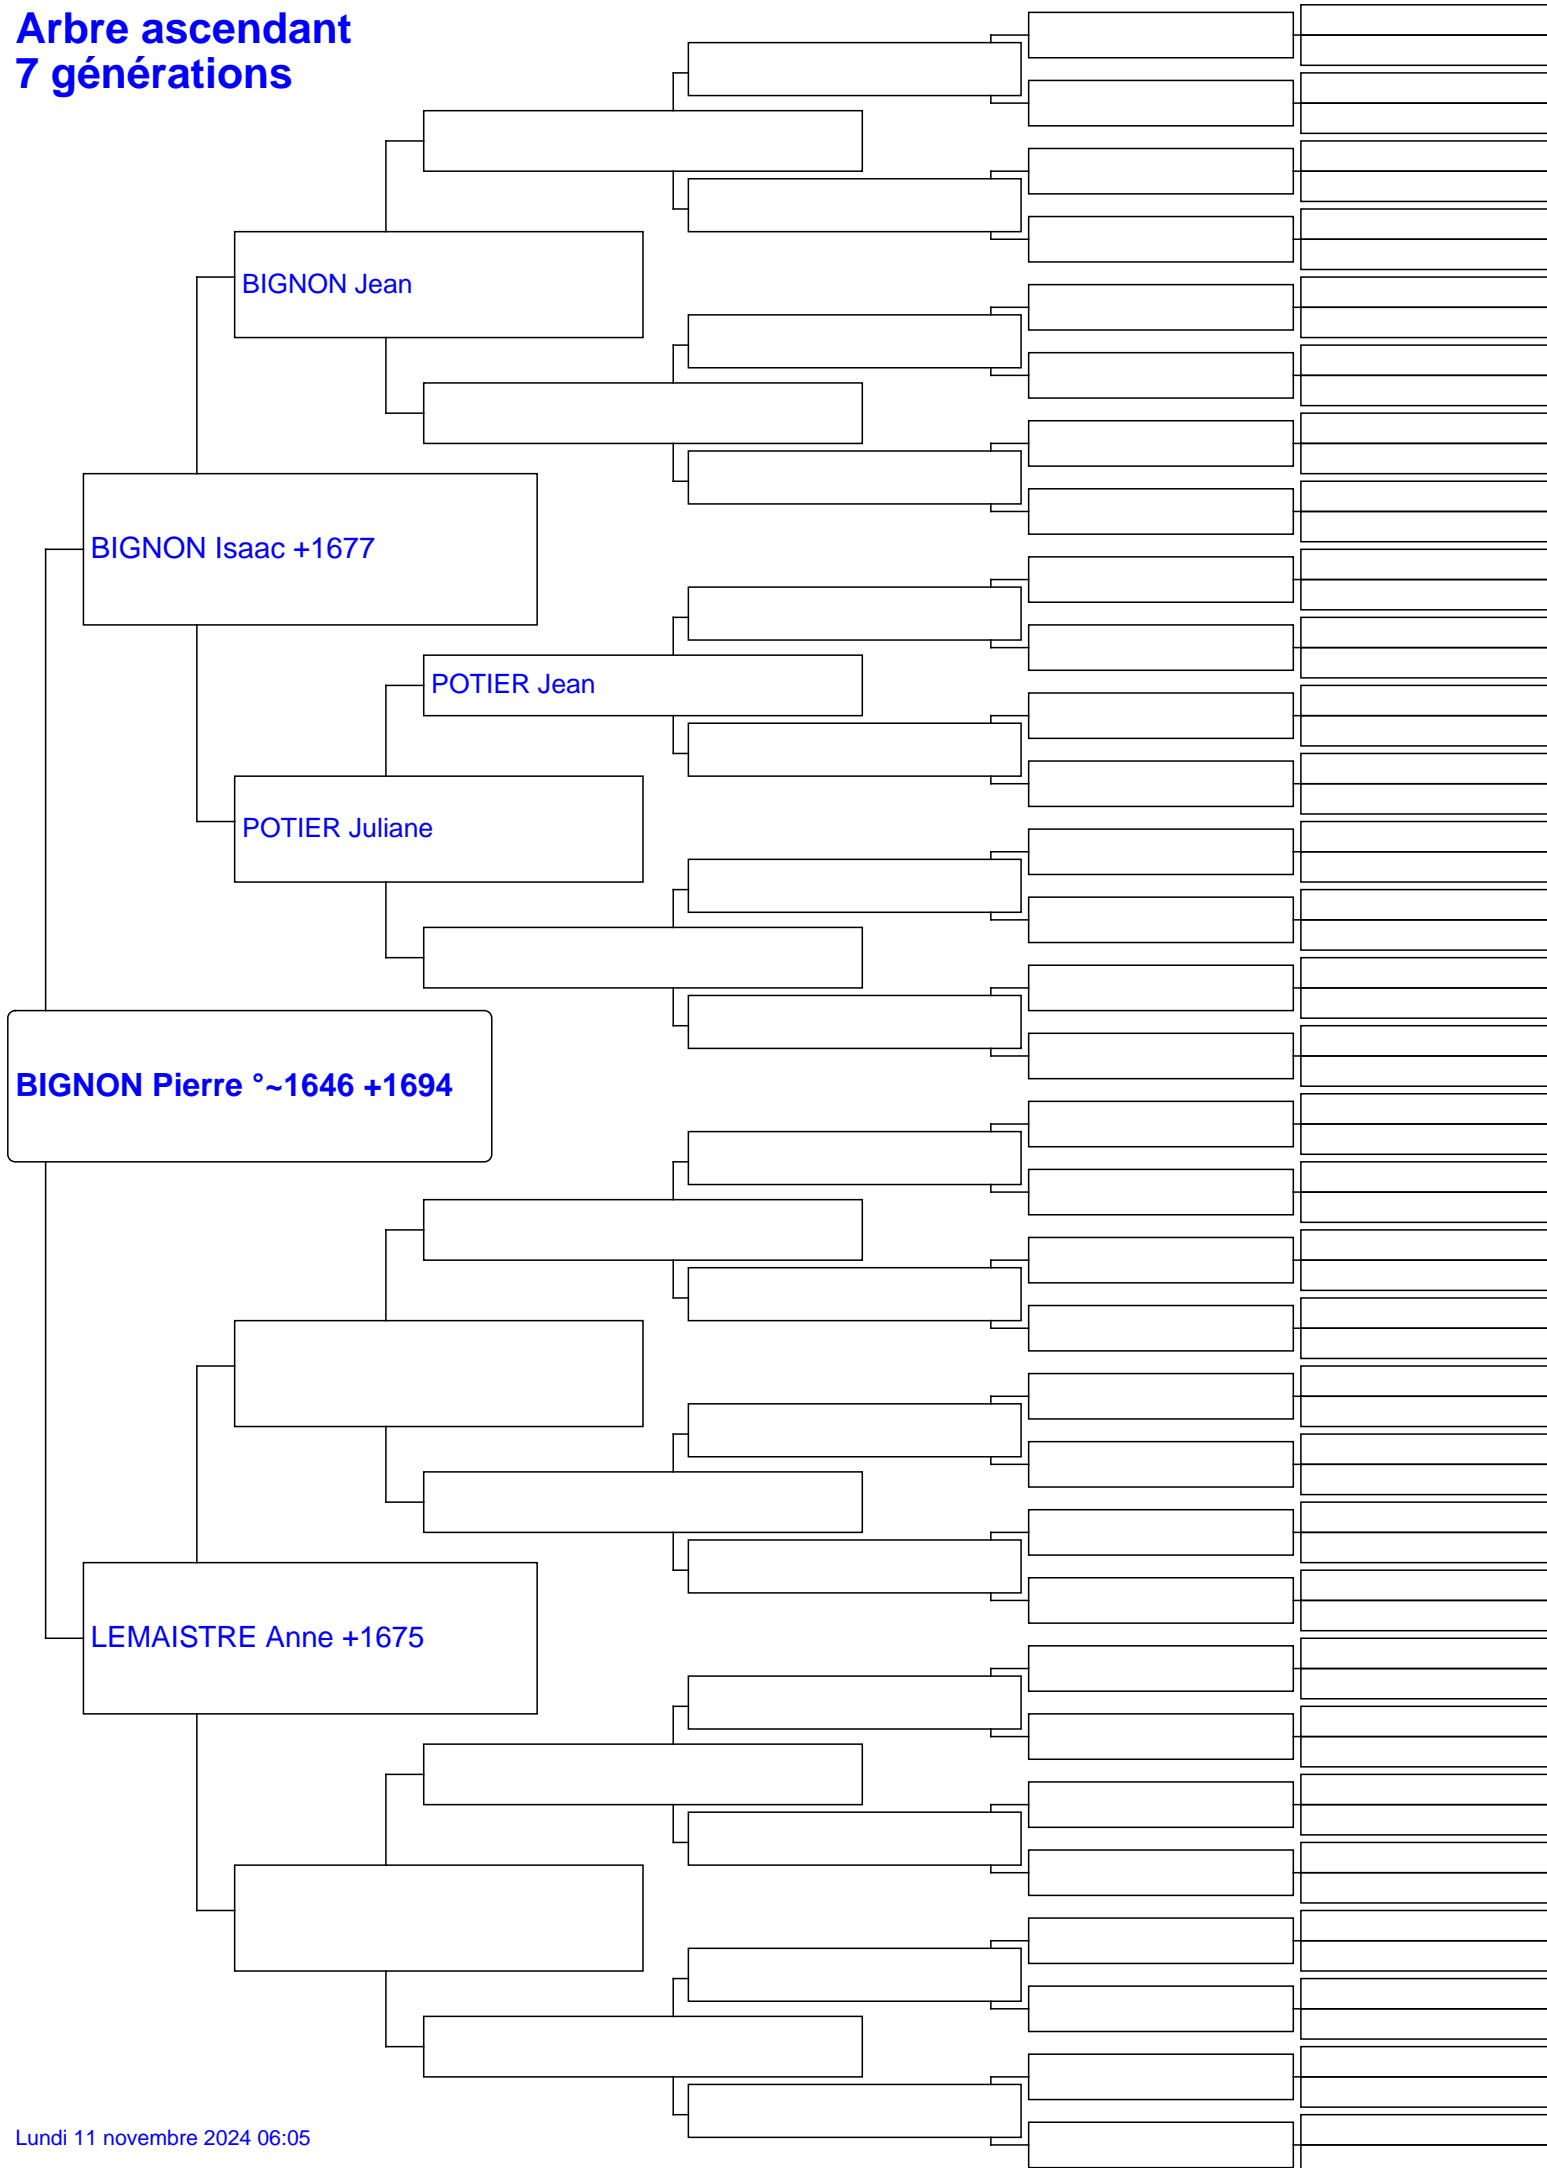 Arbre ascendant
7 générations
BIGNON Jean
BIGNON Isaac +1677
POTIER Jean
POTIER Juliane
BIGNON Pierre °~1646 +1694
LEMAISTRE Anne +1675
Lundi 11 novembre 2024 06:05